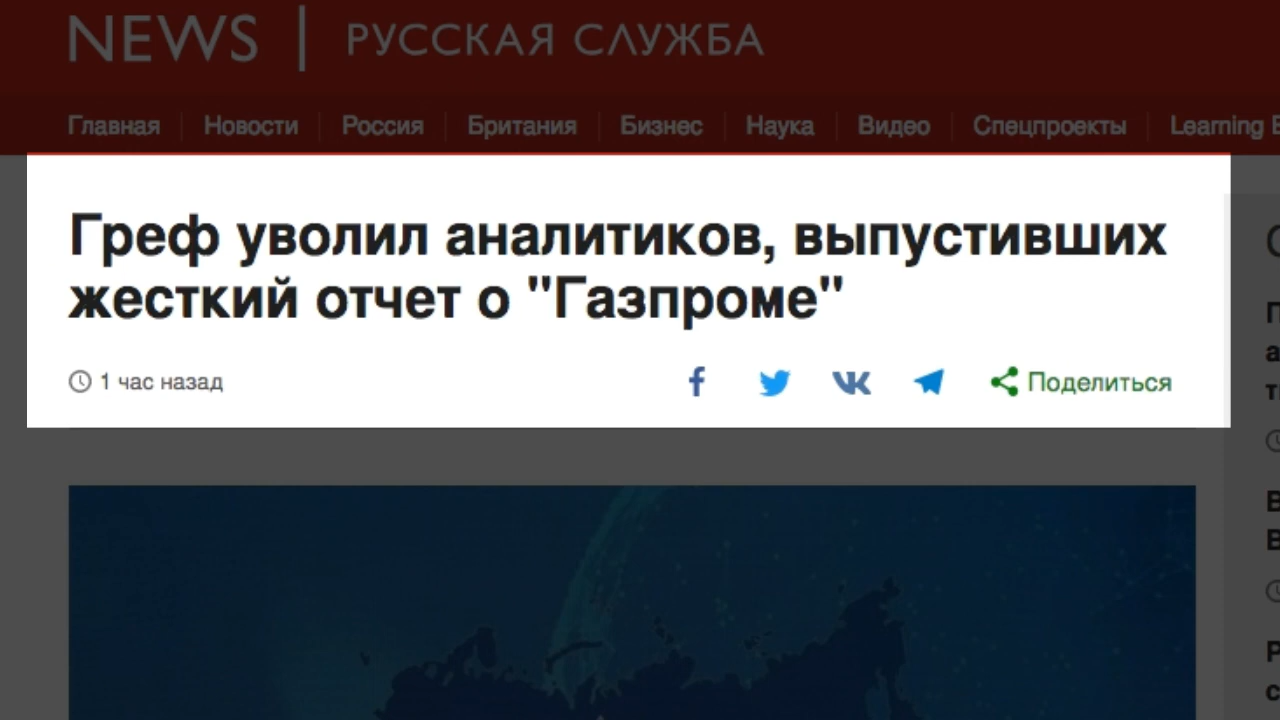 NEWS | РУССКАЯ СЛУЖБА
Главная Новости Россия Британия Бизнес Наука Видео Спецпроекты Learning
Греф уволил аналитиков, выпустивших
жесткий отчет о "Газпроме"
1 час назад Поделиться